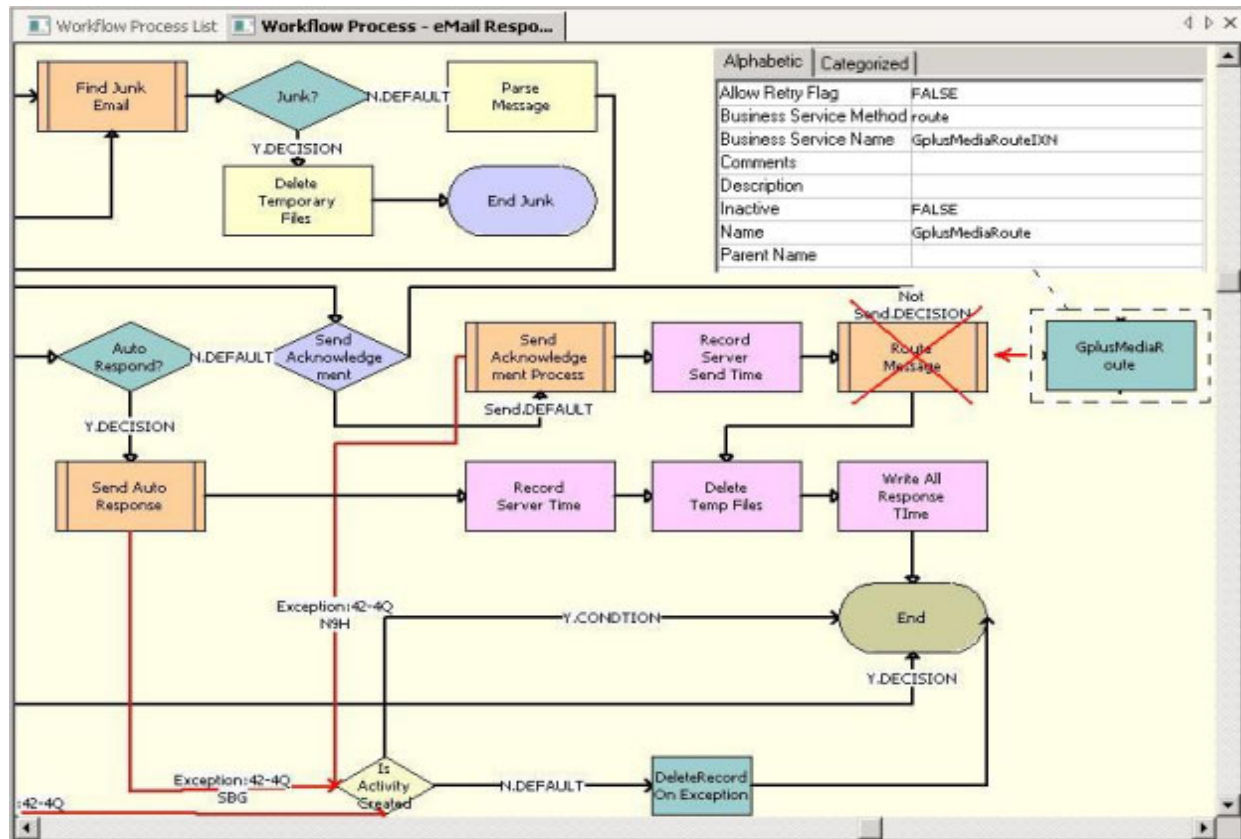 Workflow Process List
Workflow Process - eMail Respo...
Alphabetic
Categorized
Allow Retry Flag FALSE
Business Service Method route
Business Service Name GplusMediaRouteIXN
Comments
Description
Inactive FALSE
Name GplusMediaRoute
Parent Name
Find Junk
Email
Junk?
N.DEFAULT
Parse
Message
Y.DECISION
Delete
Temporary
Files
End Junk
Auto
Respond?
N.DEFAULT
Send
Acknowledge
ment
Send
Acknowledge
ment Process
Send.DEFAULT
Record
Server
Send Time
Not
Send.DECISION
Route
Message
GplusMediaR
oute
Y.DECISION
Send Auto
Response
Record
Server Time
Delete
Temp Files
Write All
Response
TIme
Exception:42-4Q
N9H
Y.CONDTION
End
Y.DECISION
Exception:42-4Q
SBG
:42-4Q
Is
Activity
Created
N.DEFAULT
DeleteRecord
On Exception